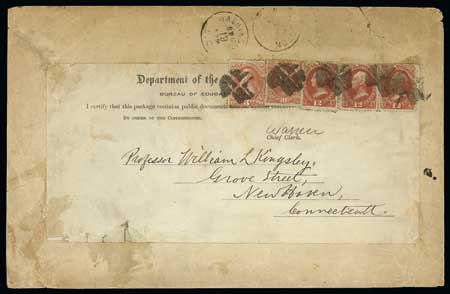 Department of the
BUREAU OF EDUCA
I certify that this package contains public documents
BY ORDER OF THE COMMISSIONER.
Warren
Chief Clerk.
Professor William L Kingsley,
Grove Street,
New Haven,
Connecticut.